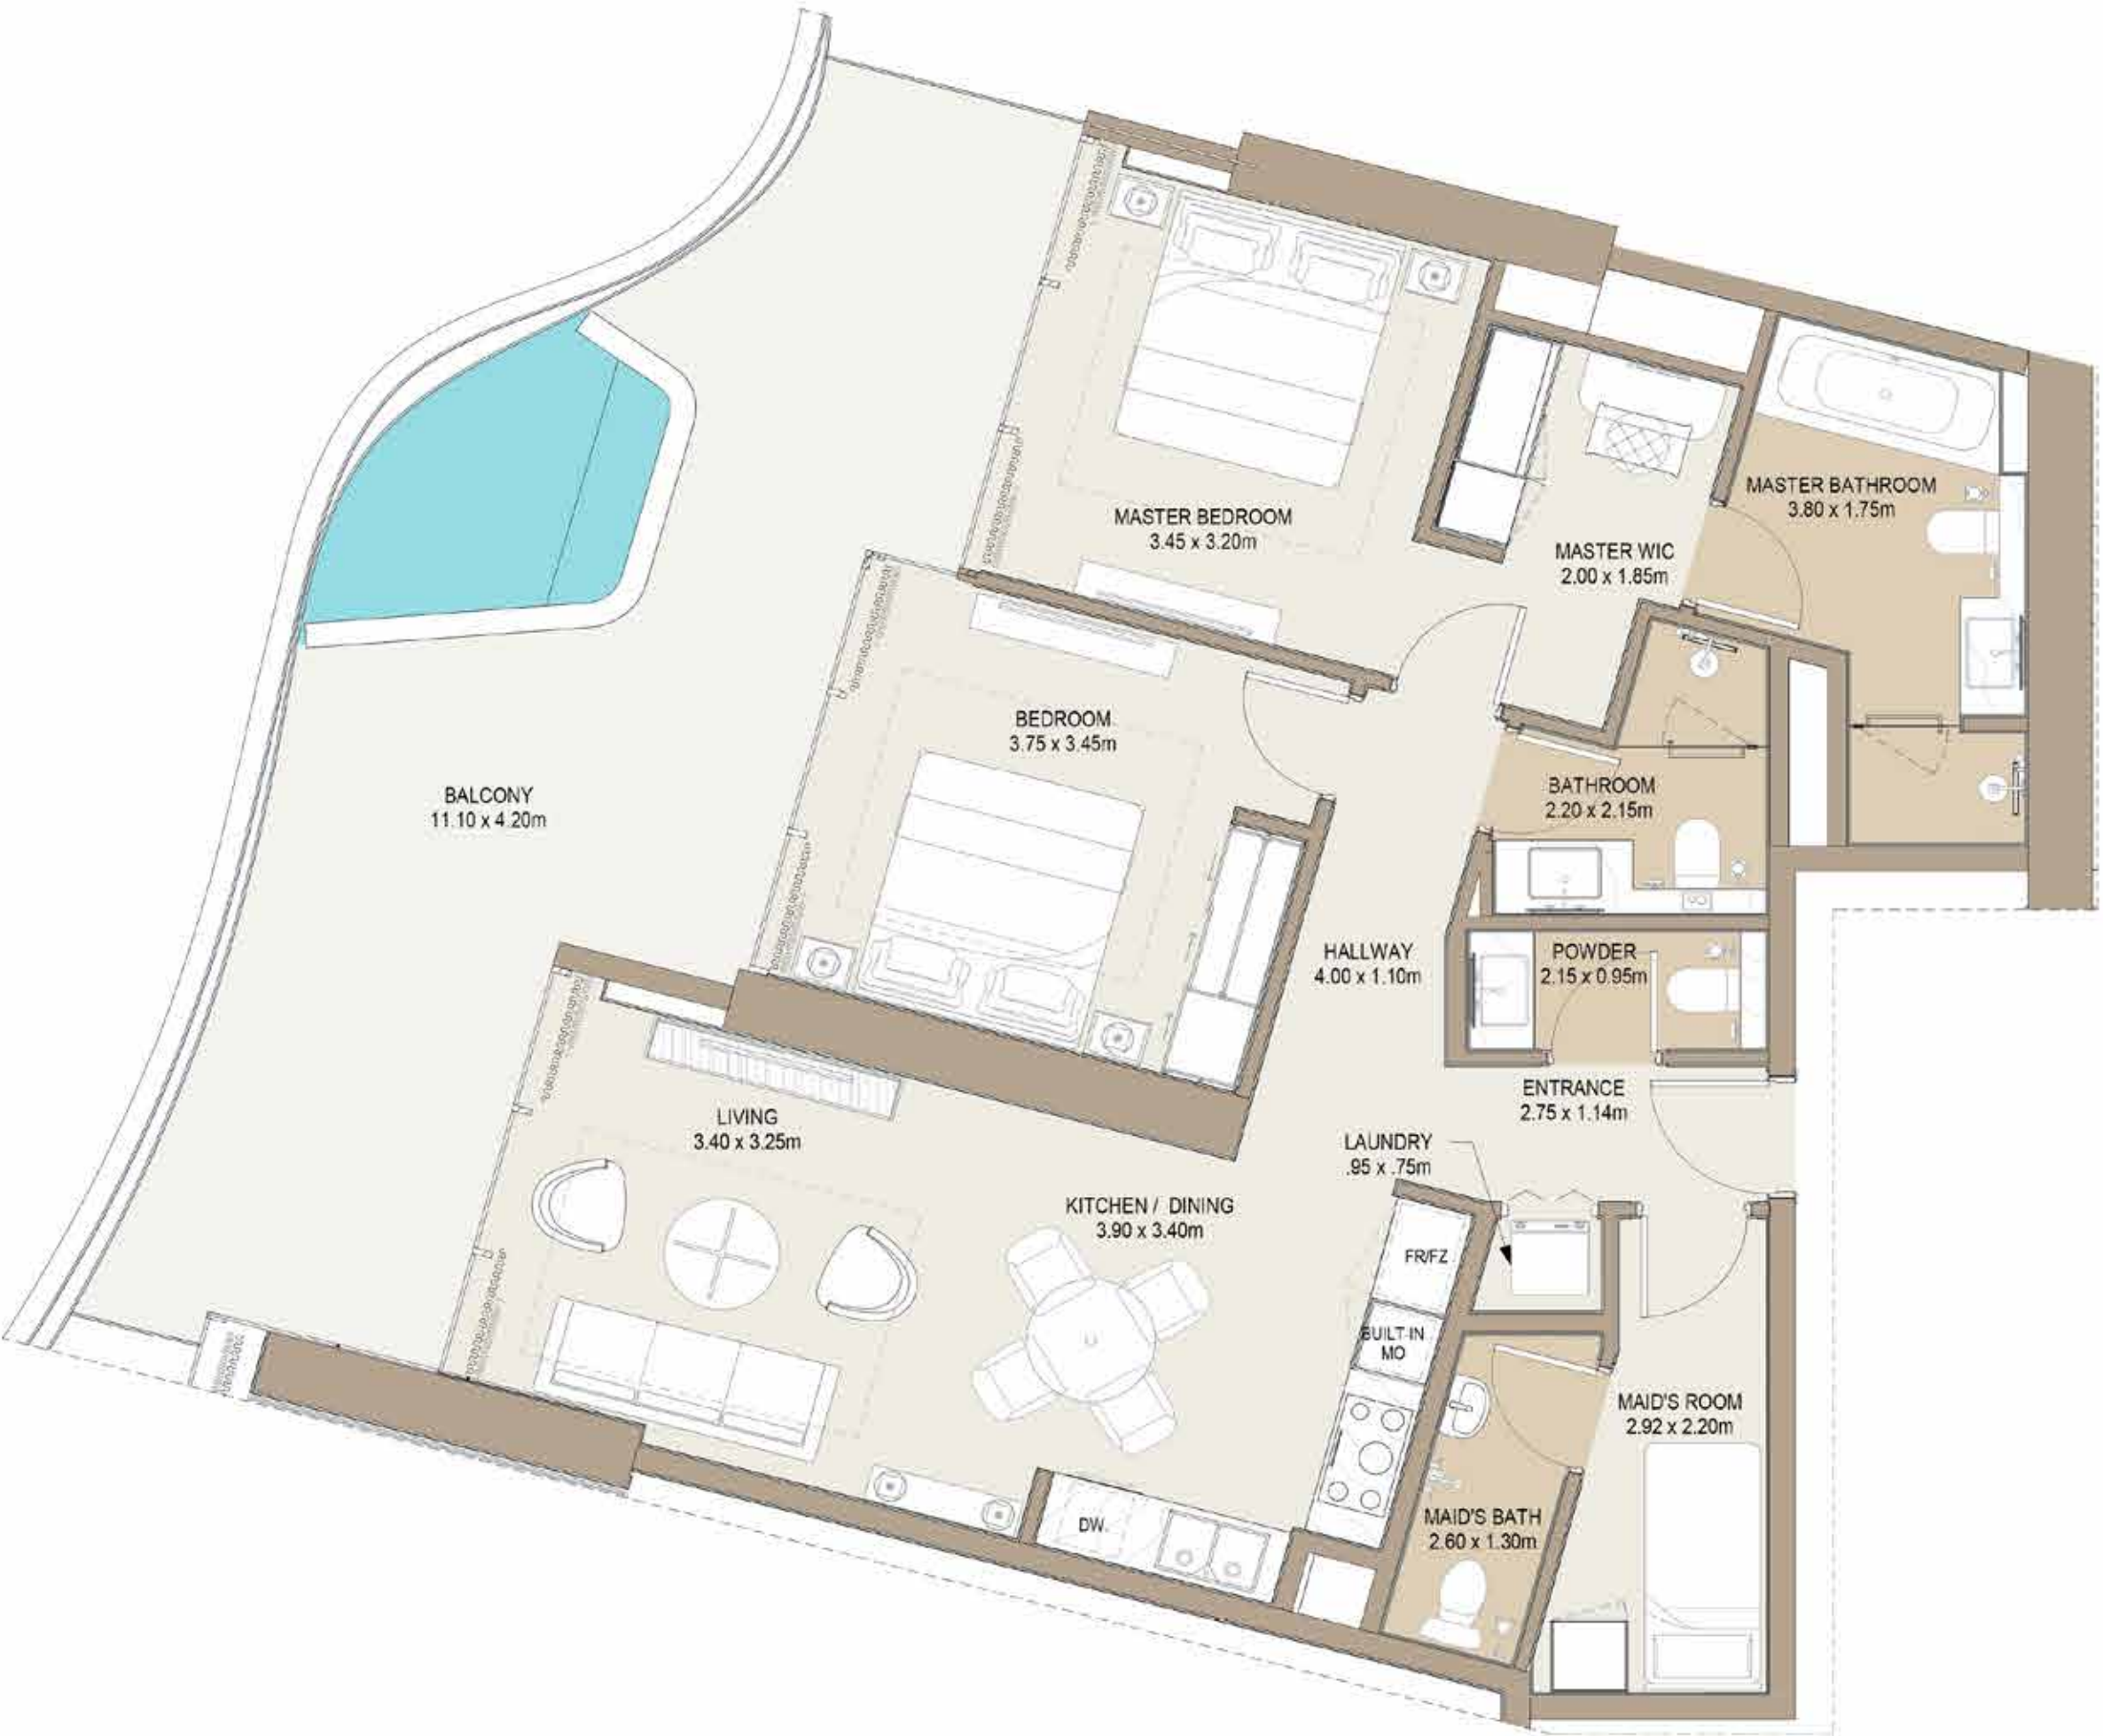 MASTER BEDROOM
3.45 x 3.20m
MASTER BATHROOM
3.80 x 1.75m
MASTER WIC
2.00 x 1.85m
BEDROOM
3.75 x 3.45m
BALCONY
11.10 x 4.20m
BATHROOM
2.20 x 2.15m
HALLWAY
4.00 x 1.10m
POWDER
2.15 x 0.95m
ENTRANCE
2.75 x 1.14m
LIVING
3.40 x 3.25m
LAUNDRY
.95 x .75m
KITCHEN / DINING
3.90 x 3.40m
FR/FZ
BUILT-IN
MO
MAID'S ROOM
2.92 x 2.20m
MAID'S BATH
2.60 x 1.30m
DW.